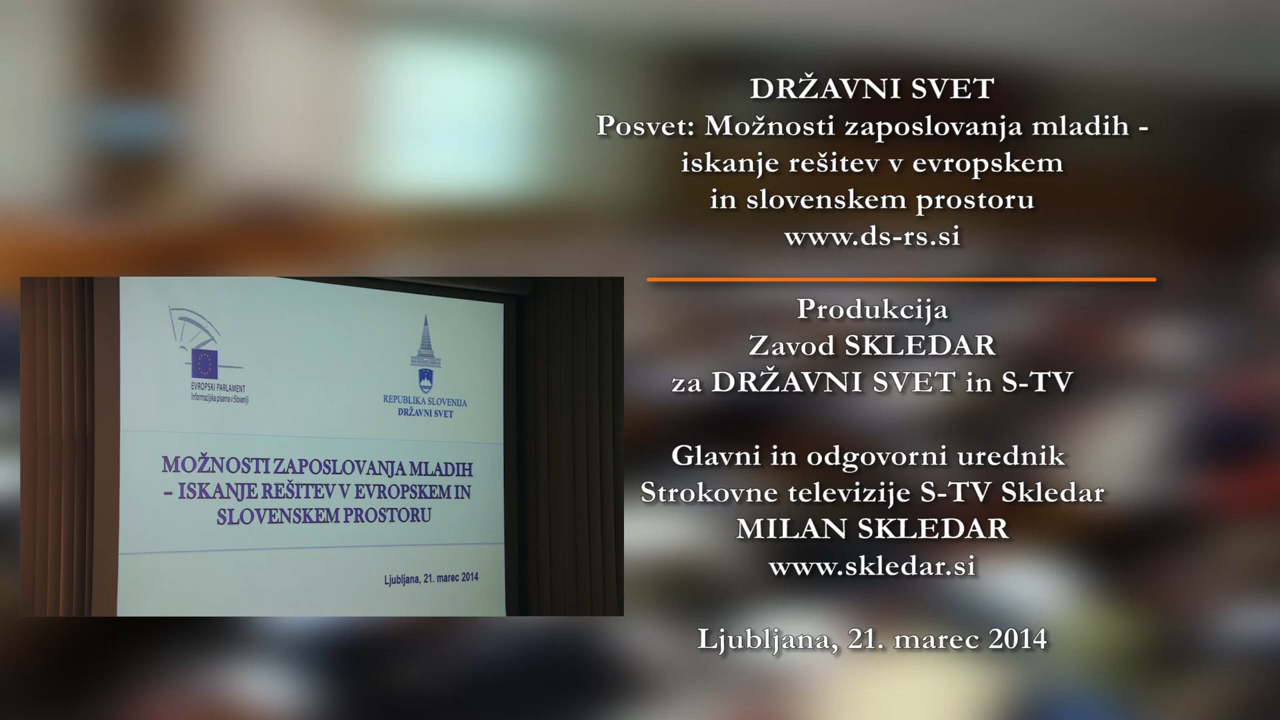 DRŽAVNI SVET
Posvet: Možnosti zaposlovanja mladih -
iskanje rešitev v evropskem
in slovenskem prostoru
www.ds-rs.si
Produkcija
Zavod SKLEDAR
za DRŽAVNI SVET in S-TV
Glavni in odgovorni urednik
Strokovne televizije S-TV Skledar
MILAN SKLEDAR
www.skledar.si
Ljubljana, 21. marec 2014
EVROPSKI PARLAMENT
Informacijska pisarna v Sloveniji
REPUBLIKA SLOVENIJA
DRŽAVNI SVET
MOŽNOSTI ZAPOSLOVANJA MLADIH
– ISKANJE REŠITEV V EVROPSKEM IN
SLOVENSKEM PROSTORU
Ljubljana, 21. marec 2014